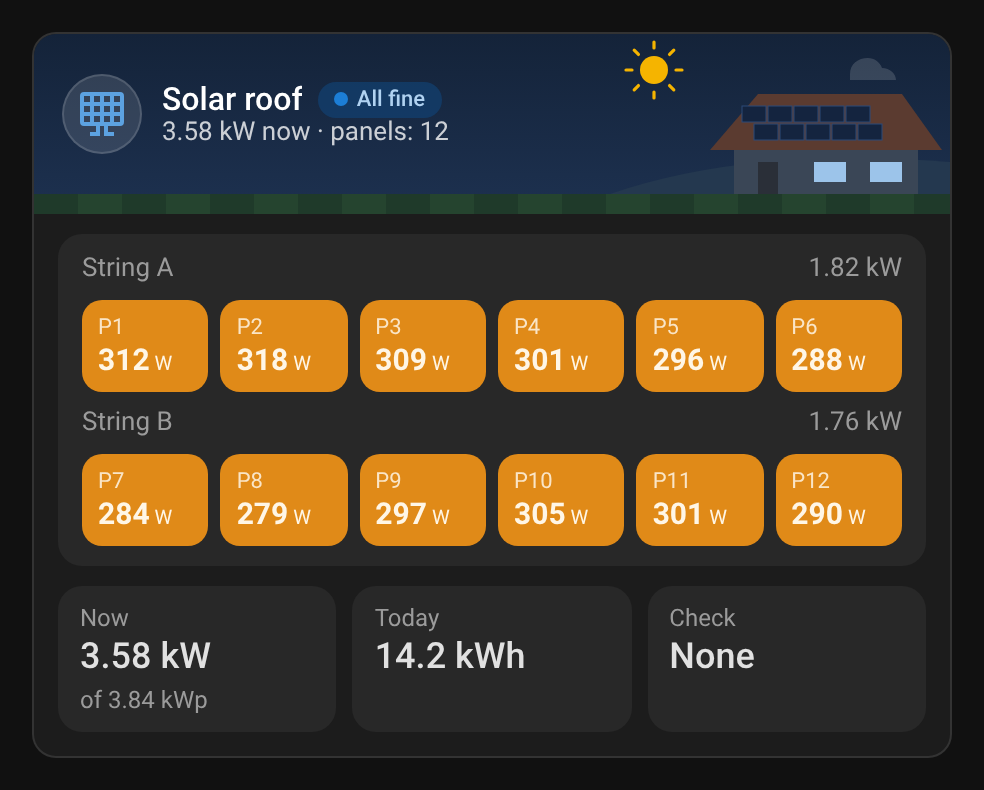 Solar roof All fine
3.58 kW now · panels: 12
String A 1.82 kW
P1 P2 P3 P4 P5 P6
312 W 318 W 309 W 301 W 296 W 288 W
String B 1.76 kW
P7 P8 P9 P10 P11 P12
284 W 279 W 297 W 305 W 301 W 290 W
Now Today Check
3.58 kW 14.2 kWh None
of 3.84 kWp